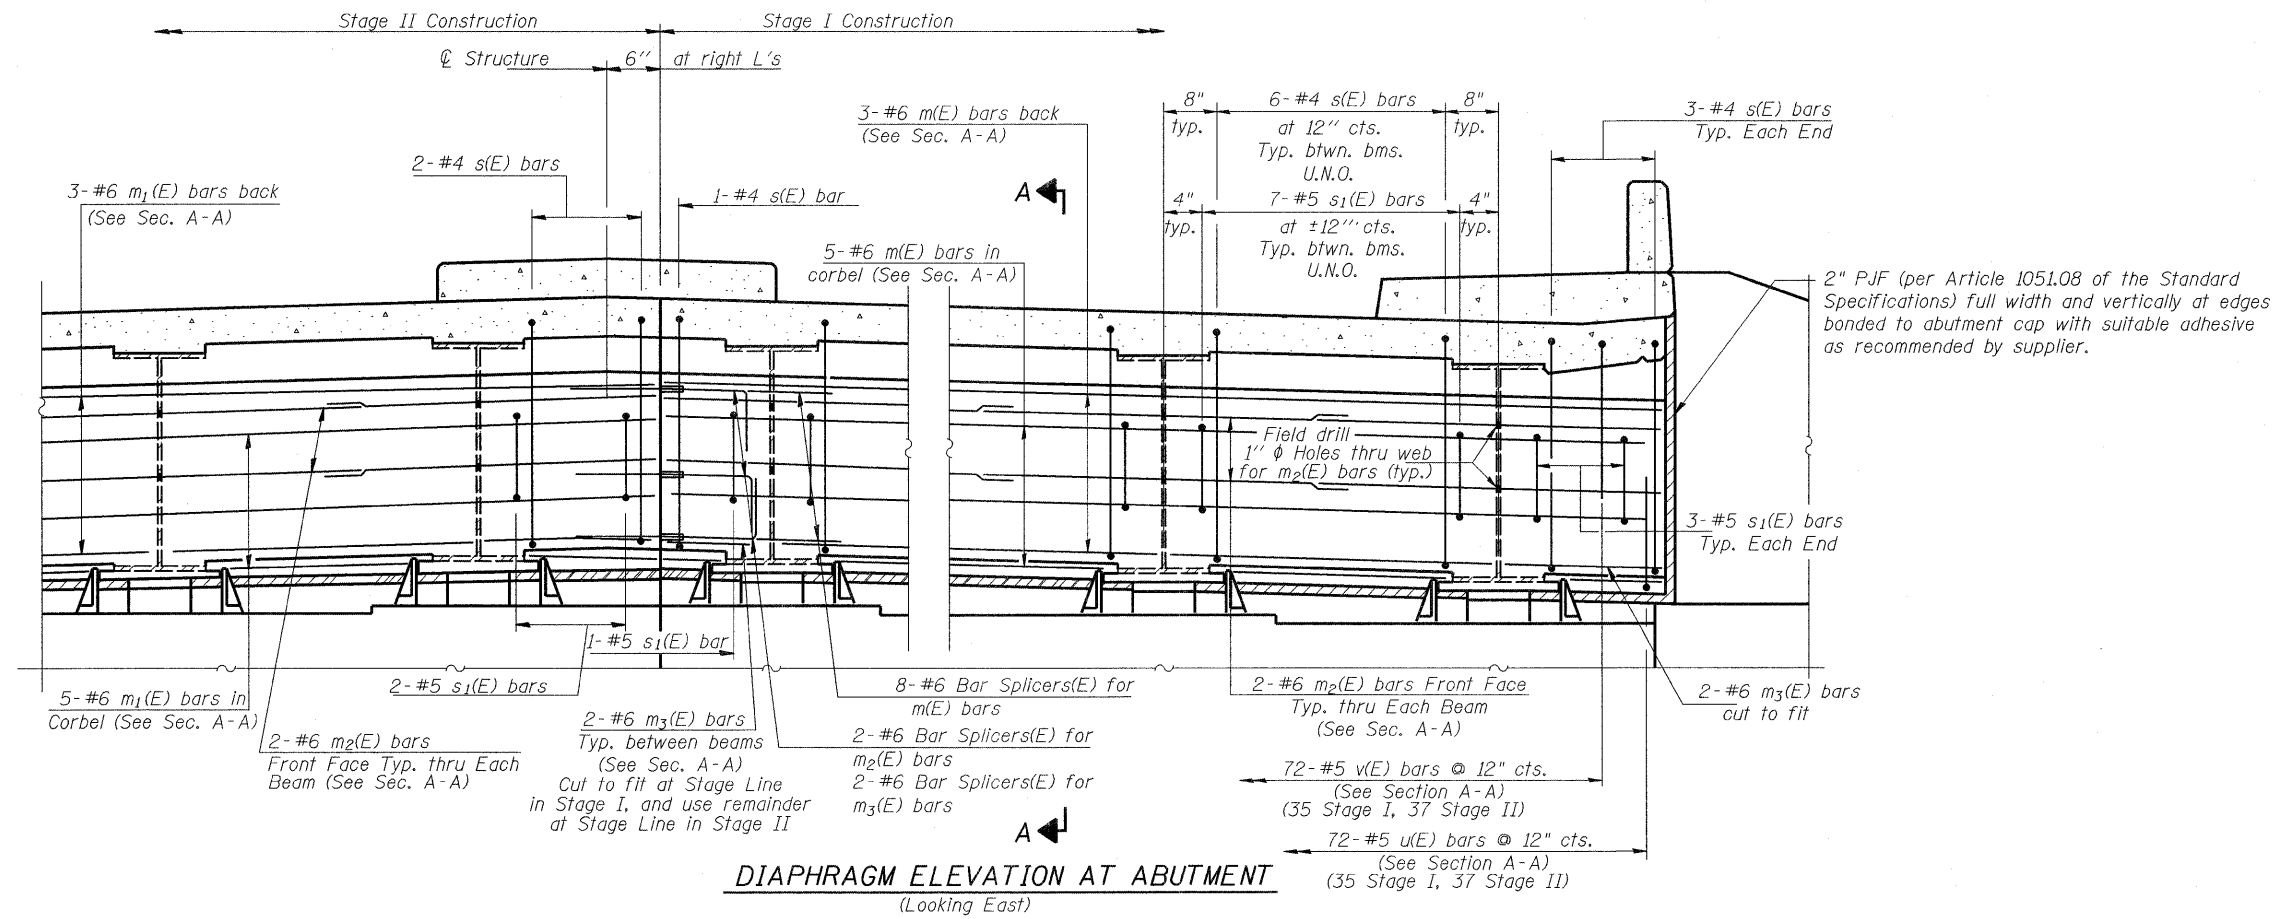 Stage II Construction
Stage I Construction
℄ Structure
6"
at right L's
3-#6 m(E) bars back
(See Sec. A-A)
8"
typ.
6-#4 s(E) bars
at 12" cts.
Typ. btwn. bms.
U.N.O.
8"
typ.
3-#4 s(E) bars
Typ. Each End
2-#4 s(E) bars
3-#6 m1(E) bars back
(See Sec. A-A)
1-#4 s(E) bar
A
4"
typ.
7-#5 s1(E) bars
at ±12" cts.
Typ. btwn. bms.
U.N.O.
4"
typ.
5-#6 m(E) bars in
corbel (See Sec. A-A)
2" PJF (per Article 1051.08 of the Standard
Specifications) full width and vertically at edges
bonded to abutment cap with suitable adhesive
as recommended by supplier.
Field drill
1" ϕ Holes thru web
for m2(E) bars (typ.)
3-#5 s1(E) bars
Typ. Each End
1-#5 s1(E) bar
2-#5 s1(E) bars
5-#6 m1(E) bars in
Corbel (See Sec. A-A)
2-#6 m2(E) bars
Front Face Typ. thru Each
Beam (See Sec. A-A)
2-#6 m3(E) bars
Typ. between beams
(See Sec. A-A)
Cut to fit at Stage Line
in Stage I, and use remainder
at Stage Line in Stage II
8-#6 Bar Splicers(E) for
m(E) bars
2-#6 Bar Splicers(E) for
m2(E) bars
2-#6 Bar Splicers(E) for
m3(E) bars
2-#6 m2(E) bars Front Face
Typ. thru Each Beam
(See Sec. A-A)
2-#6 m3(E) bars
cut to fit
72-#5 v(E) bars @ 12" cts.
(See Section A-A)
(35 Stage I, 37 Stage II)
72-#5 u(E) bars @ 12" cts.
(See Section A-A)
(35 Stage I, 37 Stage II)
A
DIAPHRAGM ELEVATION AT ABUTMENT
(Looking East)